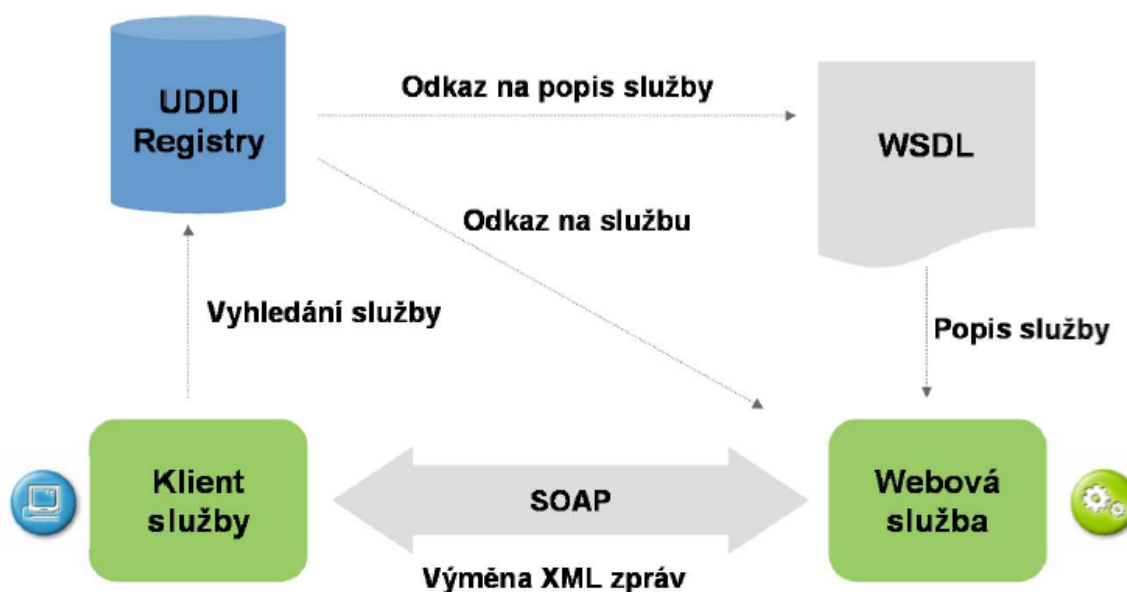 UDDI
Registry
Odkaz na popis služby
WSDL
Odkaz na službu
Vyhledání služby
Popis služby
Klient
služby
SOAP
Webová
služba
Výměna XML zpráv